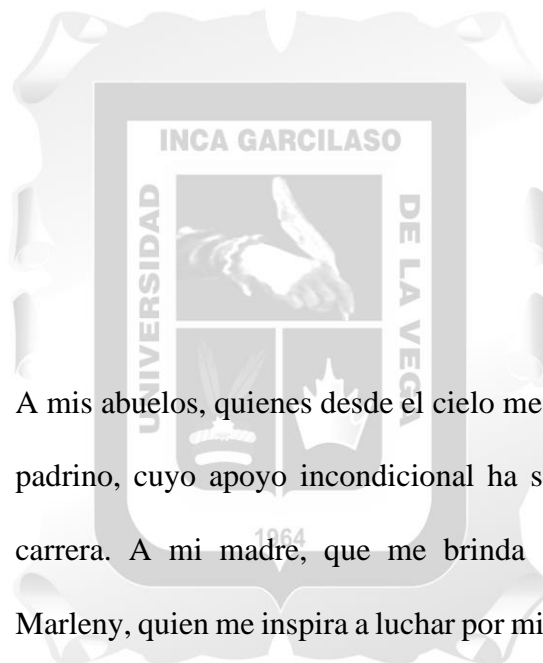 INCA GARCILASO
UNIVERSIDAD
DE LA VEGA
A mis abuelos, quienes desde el cielo me
padrino, cuyo apoyo incondicional ha s
1964
carrera. A mi madre, que me brinda
Marleny, quien me inspira a luchar por mi